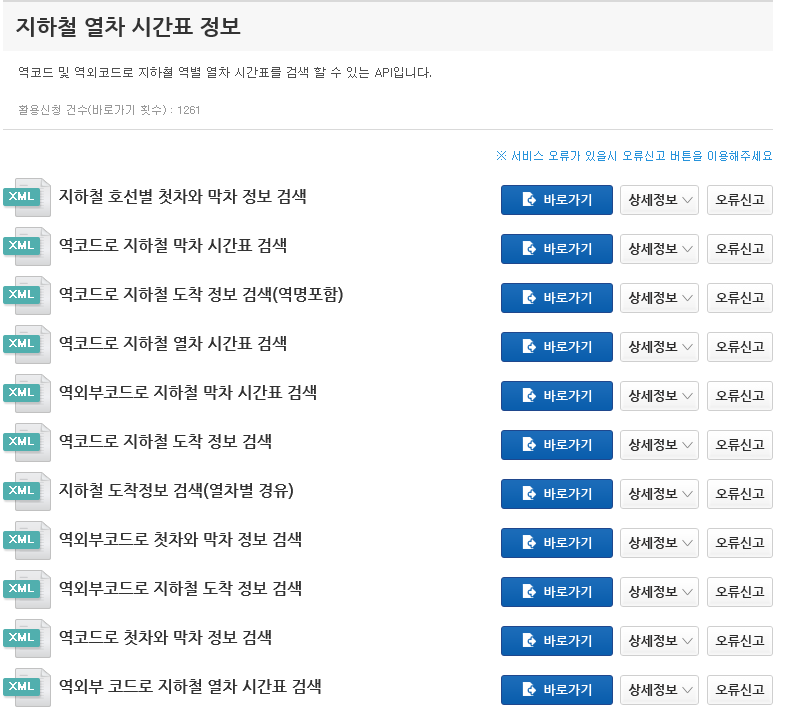 지하철 열차 시간표 정보
역코드 및 역외코드로 지하철 역별 열차 시간표를 검색 할 수 있는 API입니다.
활용신청 건수(바로가기 횟수) : 1261
※ 서비스 오류가 있을시 오류신고 버튼을 이용해주세요
XML 지하철 호선별 첫차와 막차 정보 검색 바로가기 상세정보 오류신고
XML 역코드로 지하철 막차 시간표 검색 바로가기 상세정보 오류신고
XML 역코드로 지하철 도착 정보 검색(역명포함) 바로가기 상세정보 오류신고
XML 역코드로 지하철 열차 시간표 검색 바로가기 상세정보 오류신고
XML 역외부코드로 지하철 막차 시간표 검색 바로가기 상세정보 오류신고
XML 역코드로 지하철 도착 정보 검색 바로가기 상세정보 오류신고
XML 지하철 도착정보 검색(열차별 경유) 바로가기 상세정보 오류신고
XML 역외부코드로 첫차와 막차 정보 검색 바로가기 상세정보 오류신고
XML 역외부코드로 지하철 도착 정보 검색 바로가기 상세정보 오류신고
XML 역코드로 첫차와 막차 정보 검색 바로가기 상세정보 오류신고
XML 역외부 코드로 지하철 열차 시간표 검색 바로가기 상세정보 오류신고